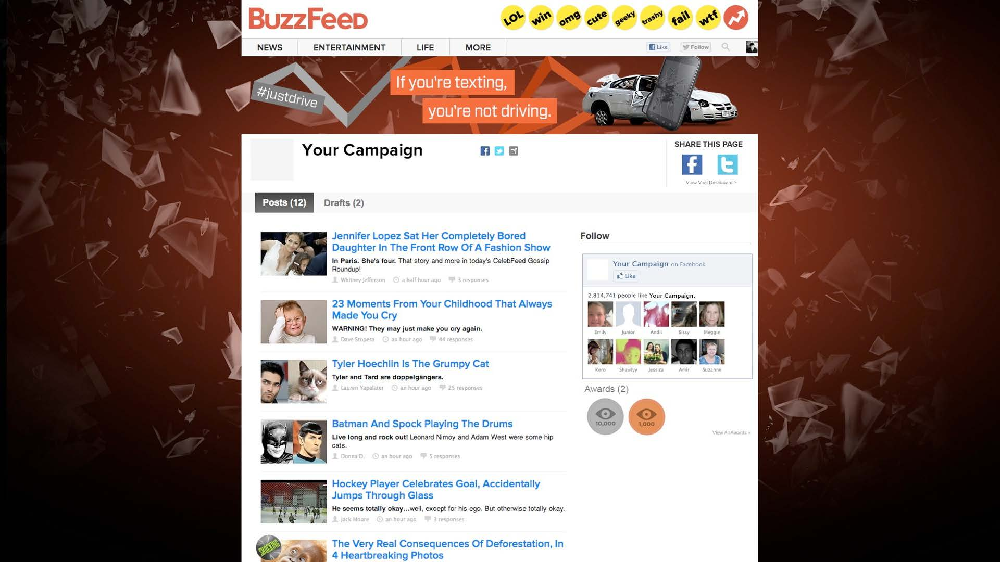 BuzzFeed
LOL
win
omg
cute
geeky
trashy
fail
wtf
NEWS
ENTERTAINMENT
LIFE
MORE
Like
Follow
#justdrive
If you're texting,
you're not driving.
Your Campaign
SHARE THIS PAGE
View Viral Dashboard >
Posts (12)
Drafts (2)
Jennifer Lopez Sat Her Completely Bored
Daughter In The Front Row Of A Fashion Show
In Paris. She's four. That story and more in today's CelebFeed Gossip
Roundup!
Whitney Jefferson a half hour ago 3 responses
23 Moments From Your Childhood That Always
Made You Cry
WARNING! They may just make you cry again.
Dave Stopera an hour ago 44 responses
Tyler Hoechlin Is The Grumpy Cat
Tyler and Tard are doppelgängers.
Lauren Yapalater an hour ago 25 responses
Batman And Spock Playing The Drums
Live long and rock out! Leonard Nimoy and Adam West were some hip
cats.
Donna D. an hour ago 5 responses
Hockey Player Celebrates Goal, Accidentally
Jumps Through Glass
He seems totally okay...well, except for his ego. But otherwise totally okay.
Jack Moore an hour ago 3 responses
SHOCKING
The Very Real Consequences Of Deforestation, In
4 Heartbreaking Photos
Follow
Your Campaign on Facebook
Like
2,814,741 people like Your Campaign.
Emily Junior Andii Sissy Meggie
Kero Shawtyy Jessica Amir Suzanne
Awards (2)
10,000
1,000
View All Awards »